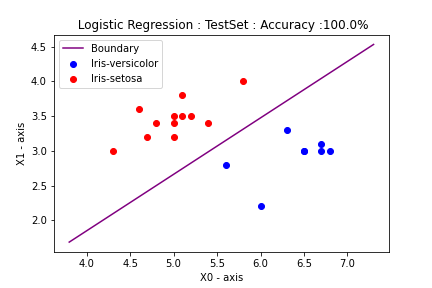 Logistic Regression : TestSet : Accuracy :100.0%
Boundary
Iris-versicolor
Iris-setosa
4.5
4.0
3.5
3.0
2.5
2.0
X1 - axis
4.0 4.5 5.0 5.5 6.0 6.5 7.0
X0 - axis